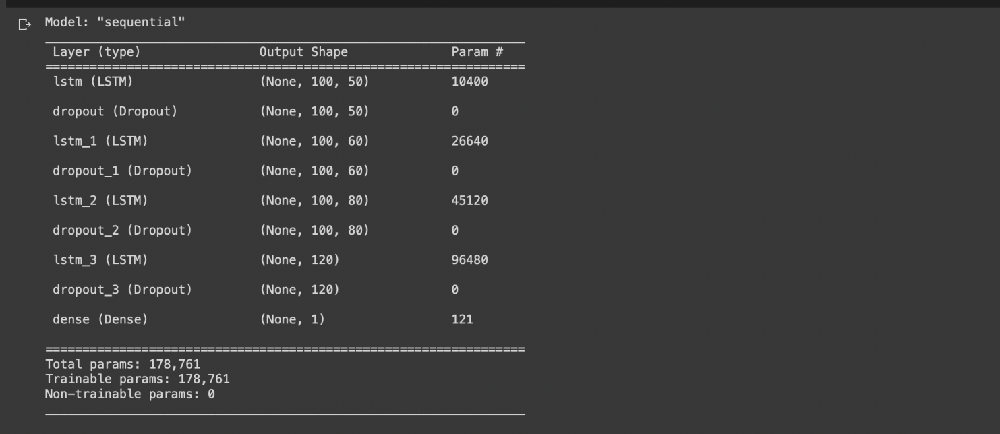 Model: "sequential"
Layer (type) Output Shape Param #
=================================================================
lstm (LSTM) (None, 100, 50) 10400
dropout (Dropout) (None, 100, 50) 0
lstm_1 (LSTM) (None, 100, 60) 26640
dropout_1 (Dropout) (None, 100, 60) 0
lstm_2 (LSTM) (None, 100, 80) 45120
dropout_2 (Dropout) (None, 100, 80) 0
lstm_3 (LSTM) (None, 120) 96480
dropout_3 (Dropout) (None, 120) 0
dense (Dense) (None, 1) 121
=================================================================
Total params: 178,761
Trainable params: 178,761
Non-trainable params: 0